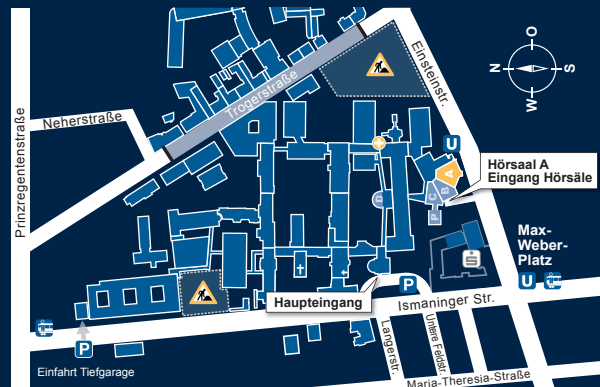 O
N
S
W
Einsteinstr.
Trogerstraße
Neherstraße
Prinzregentenstraße
U
A
B
C
D
P
Hörsaal A
Eingang Hörsäle
Max-
Weber-
Platz
U
P
Haupteingang
Ismaninger Str.
Langerstr.
Untere Feldstr.
P
Einfahrt Tiefgarage
Maria-Theresia-Straße